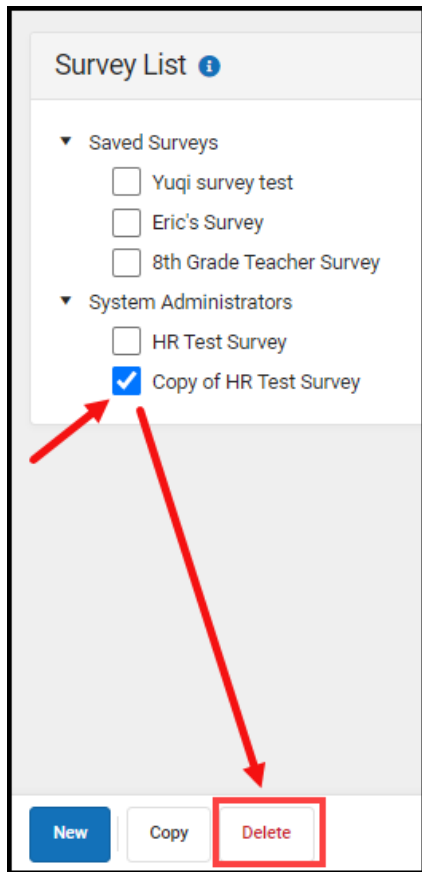 Survey List
Saved Surveys
Yuqi survey test
Eric's Survey
8th Grade Teacher Survey
System Administrators
HR Test Survey
Copy of HR Test Survey
New Copy Delete